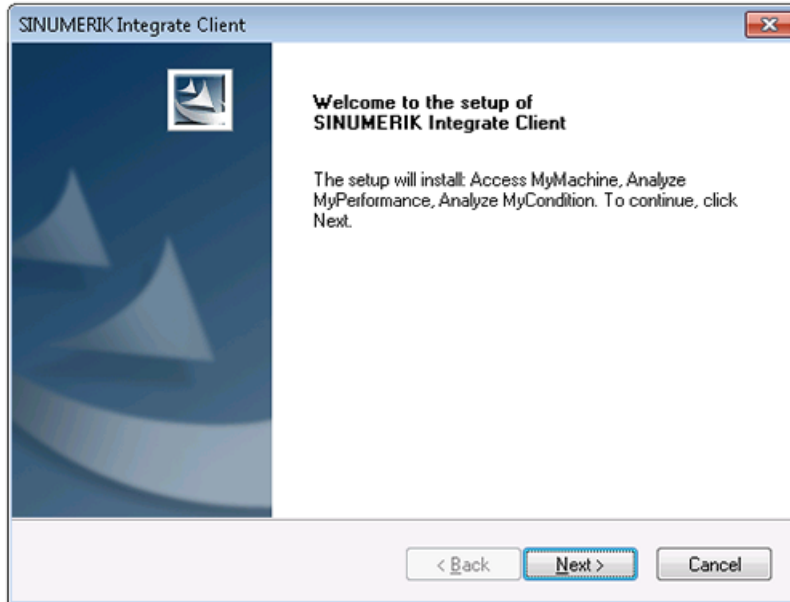 SINUMERIK Integrate Client
Welcome to the setup of
SINUMERIK Integrate Client
The setup will install: Access MyMachine, Analyze
MyPerformance, Analyze MyCondition. To continue, click
Next.
< Back
Next >
Cancel